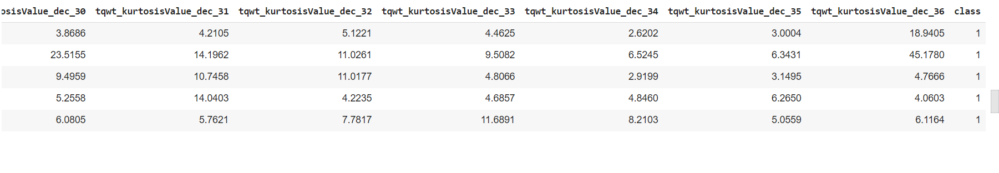 osisValue_dec_30 tqwt_kurtosisValue_dec_31 tqwt_kurtosisValue_dec_32 tqwt_kurtosisValue_dec_33 tqwt_kurtosisValue_dec_34 tqwt_kurtosisValue_dec_35 tqwt_kurtosisValue_dec_36 class
3.8686 4.2105 5.1221 4.4625 2.6202 3.0004 18.9405 1
23.5155 14.1962 11.0261 9.5082 6.5245 6.3431 45.1780 1
9.4959 10.7458 11.0177 4.8066 2.9199 3.1495 4.7666 1
5.2558 14.0403 4.2235 4.6857 4.8460 6.2650 4.0603 1
6.0805 5.7621 7.7817 11.6891 8.2103 5.0559 6.1164 1